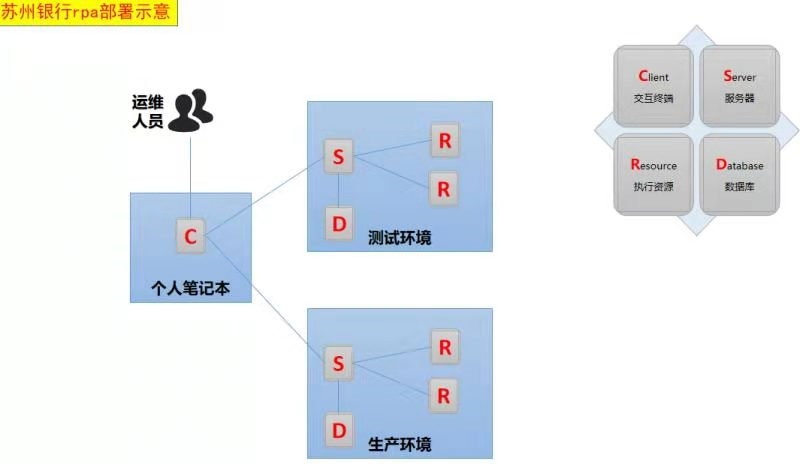 苏州银行rpa部署示意
运维
人员
C
个人笔记本
S
R
R
D
测试环境
S
R
R
D
生产环境
Client
交互终端
Server
服务器
Resource
执行资源
Database
数据库